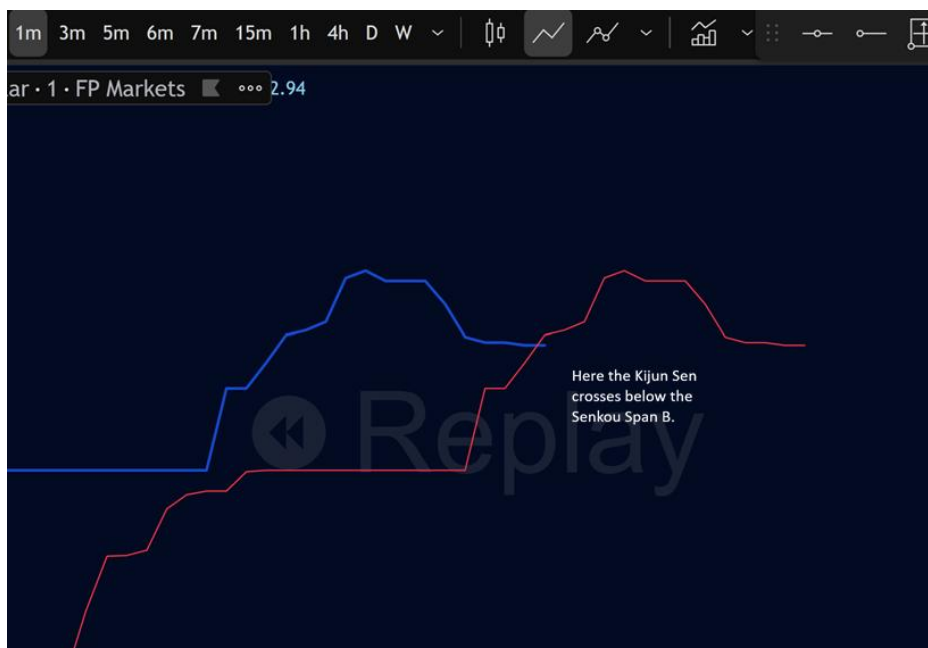 1m 3m 5m 6m 7m 15m 1h 4h D W
ar · 1 · FP Markets 2.94
Here the Kijun Sen
crosses below the
Senkou Span B.
Replay